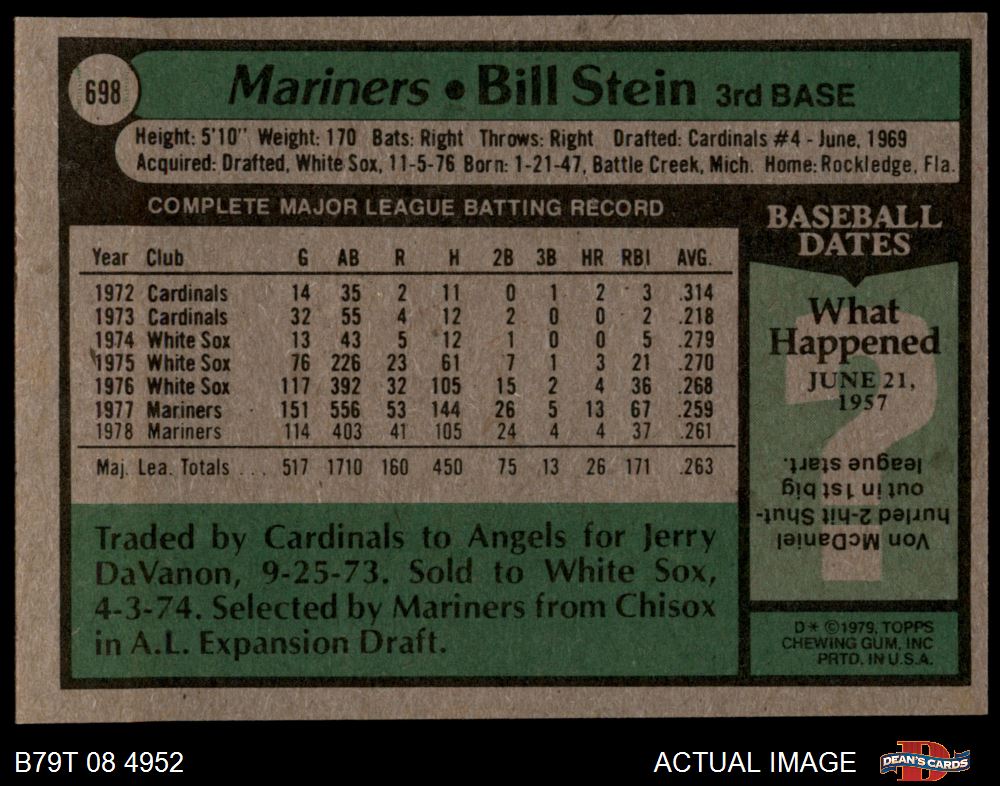 698
Mariners • Bill Stein 3rd BASE
Height: 5'10" Weight: 170 Bats: Right Throws: Right Drafted: Cardinals #4 - June, 1969
Acquired: Drafted, White Sox, 11-5-76 Born: 1-21-47, Battle Creek, Mich. Home: Rockledge, Fla.
COMPLETE MAJOR LEAGUE BATTING RECORD
Year Club G AB R H 2B 3B HR RBI AVG.
1972 Cardinals 14 35 2 11 0 1 2 3 .314
1973 Cardinals 32 55 4 12 2 0 0 2 .218
1974 White Sox 13 43 5 12 1 0 0 5 .279
1975 White Sox 76 226 23 61 7 1 3 21 .270
1976 White Sox 117 392 32 105 15 2 4 36 .268
1977 Mariners 151 556 53 144 26 5 13 67 .259
1978 Mariners 114 403 41 105 24 4 4 37 .261
Maj. Lea. Totals ... 517 1710 160 450 75 13 26 171 .263
Traded by Cardinals to Angels for Jerry
DaVanon, 9-25-73. Sold to White Sox,
4-3-74. Selected by Mariners from Chisox
in A.L. Expansion Draft.
BASEBALL
DATES
What
Happened
JUNE 21,
1957
?
Von McDaniel
hurled 2-hit Shut-
out in 1st big
league start.
D* ©1979, TOPPS
CHEWING GUM, INC
PRTD. IN U.S.A.
B79T 08 4952
ACTUAL IMAGE
D
DEAN'S CARDS